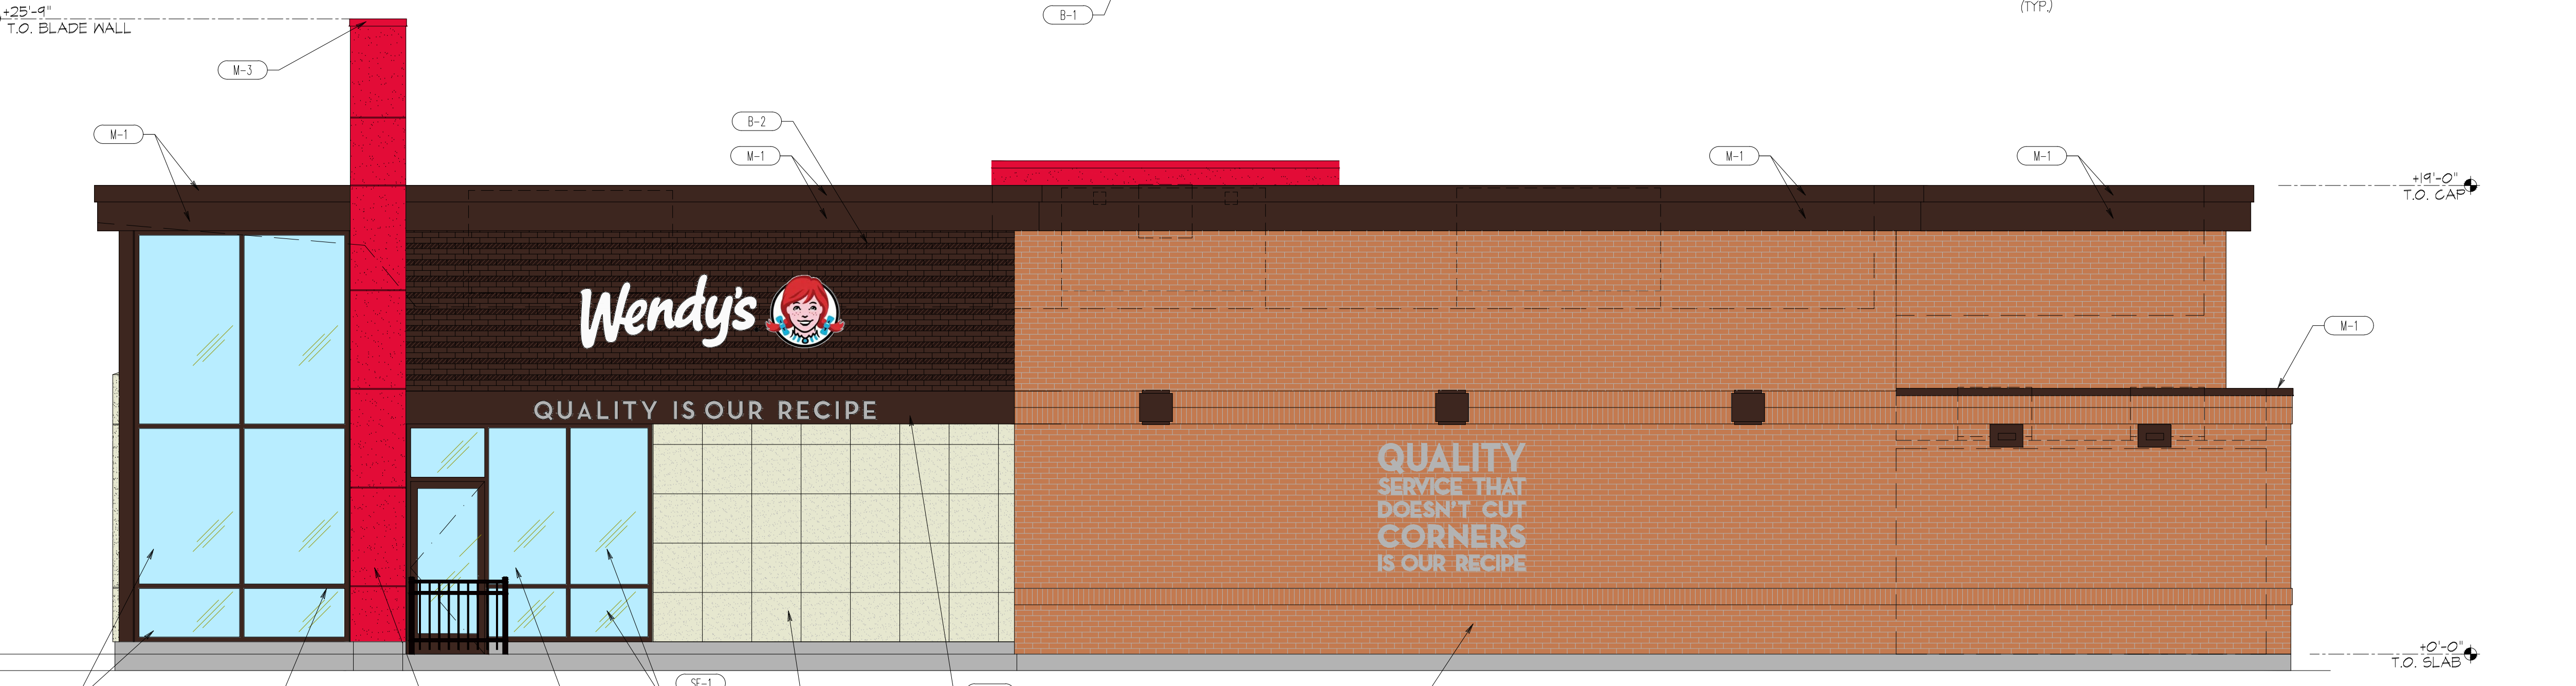 +25'-9"
T.O. BLADE WALL
B-1
(TYP.)
M-3
M-1
B-2
M-1
M-1
M-1
+19'-0"
T.O. CAP
Wendy's
M-1
QUALITY IS OUR RECIPE
QUALITY
SERVICE THAT
DOESN'T CUT
CORNERS
IS OUR RECIPE
+0'-0"
T.O. SLAB
SF-1